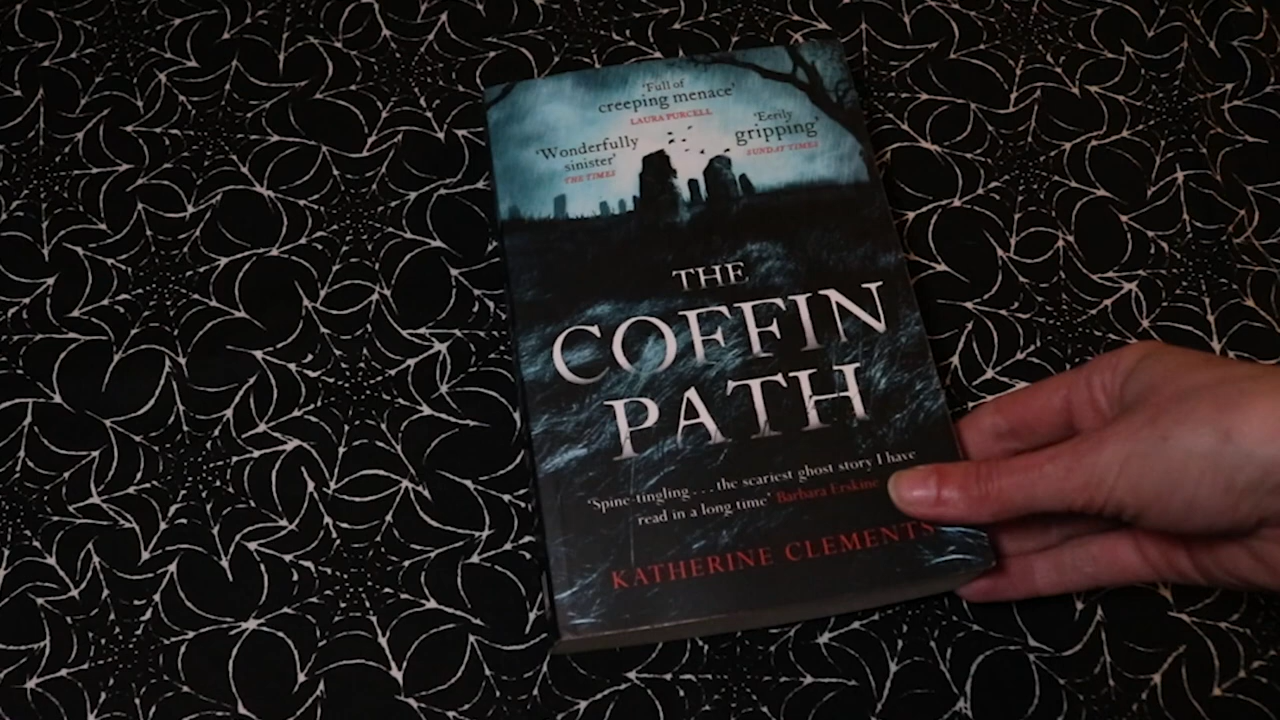 'Full of
creeping menace'
LAURA PURCELL
'Wonderfully
sinister'
THE TIMES
'Eerily
gripping'
SUNDAY TIMES
THE
COFFIN
PATH
'Spine-tingling . . . the scariest ghost story I have
read in a long time' Barbara Erskine
KATHERINE CLEMENTS